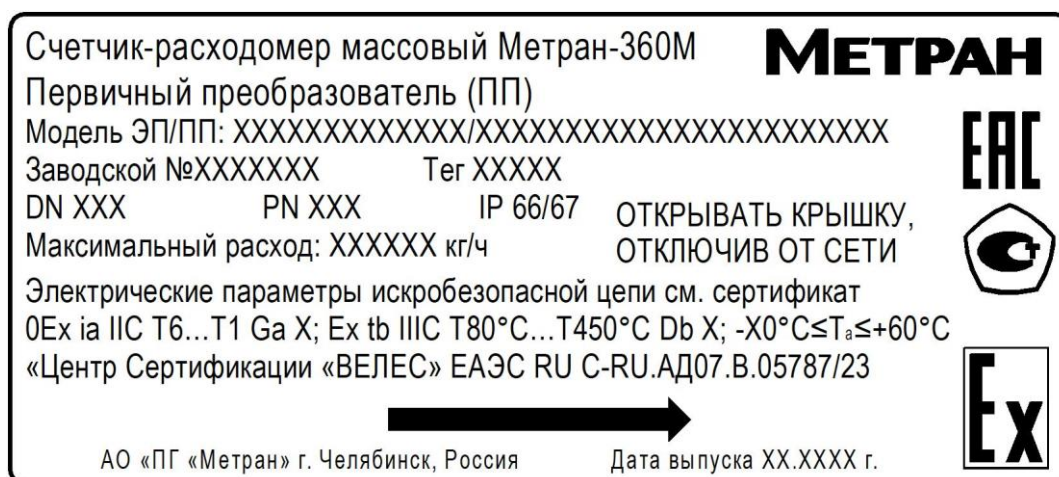 Счетчик-расходомер массовый Метран-360М
МЕТРАН
Первичный преобразователь (ПП)
Модель ЭП/ПП: XXXXXXXXXXXXX/XXXXXXXXXXXXXXXXXXXXXXX
Заводской №XXXXXXX Тег XXXXX
EAC
DN XXX PN XXX IP 66/67
ОТКРЫВАТЬ КРЫШКУ,
Максимальный расход: XXXXXX кг/ч
ОТКЛЮЧИВ ОТ СЕТИ
Ст
Электрические параметры искробезопасной цепи см. сертификат
0Ex ia IIC T6...T1 Ga X; Ex tb IIIC T80°C...T450°C Db X; -X0°C≤Ta≤+60°C
«Центр Сертификации «ВЕЛЕС» ЕАЭС RU C-RU.АД07.В.05787/23
Ex
АО «ПГ «Метран» г. Челябинск, Россия Дата выпуска XX.XXXX г.